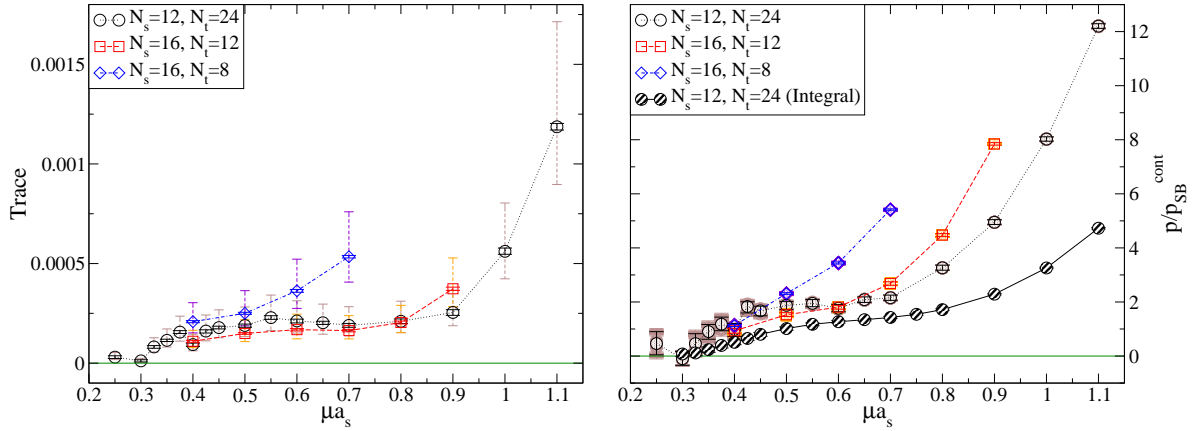 N_s=12, N_t=24
N_s=16, N_t=12
N_s=16, N_t=8
0.0015
0.001
0.0005
0
Trace
0.2 0.3 0.4 0.5 0.6 0.7 0.8 0.9 1 1.1
μa_s
N_s=12, N_t=24
N_s=16, N_t=12
N_s=16, N_t=8
N_s=12, N_t=24 (Integral)
12
10
8
6
4
2
0
p/p_SB^cont
0.2 0.3 0.4 0.5 0.6 0.7 0.8 0.9 1 1.1
μa_s